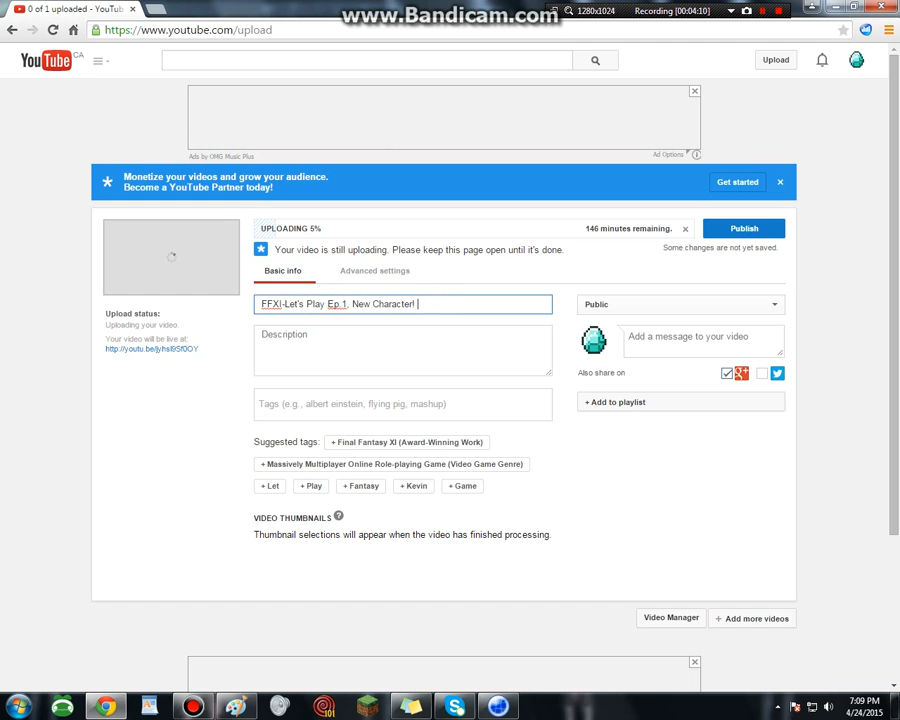 0 of 1 uploaded - YouTub
www.Bandicam.com
1280x1024
Recording [00:04:10]
https://www.youtube.com/upload
YouTube CA
Upload
Ads by OMG Music Plus
Ad Options
Monetize your videos and grow your audience.
Become a YouTube Partner today!
Get started
UPLOADING 5%
146 minutes remaining.
Publish
Your video is still uploading. Please keep this page open until it's done.
Some changes are not yet saved.
Basic info
Advanced settings
FFXI-Let's Play Ep.1, New Character!
Public
Upload status:
Uploading your video.
Your video will be live at:
Description
Add a message to your video
Also share on
Tags (e.g., albert einstein, flying pig, mashup)
+ Add to playlist
Suggested tags:
+ Final Fantasy XI (Award-Winning Work)
+ Massively Multiplayer Online Role-playing Game (Video Game Genre)
+ Let
+ Play
+ Fantasy
+ Kevin
+ Game
VIDEO THUMBNAILS ?
Thumbnail selections will appear when the video has finished processing.
Video Manager
+ Add more videos
101
7:09 PM
4/24/2015